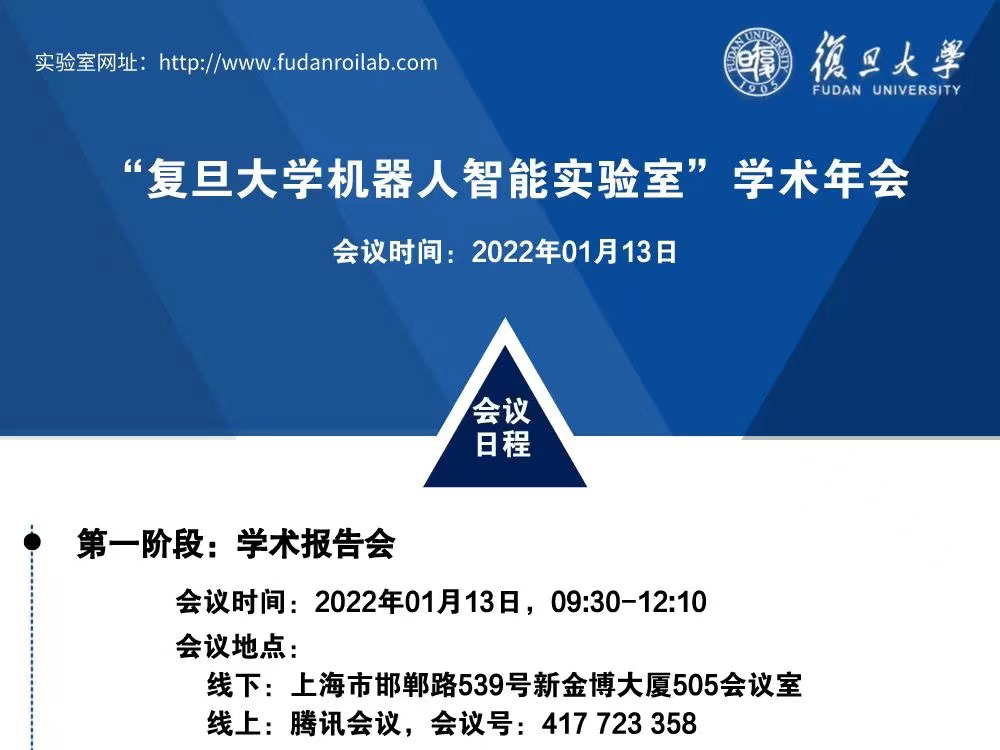 实验室网址：http://www.fudanroilab.com
FUDAN UNIVERSITY
1905
復旦
復旦大學
FUDAN UNIVERSITY
“复旦大学机器人智能实验室”学术年会
会议时间：2022年01月13日
会议
日程
第一阶段：学术报告会
会议时间：2022年01月13日，09:30-12:10
会议地点：
线下：上海市邯郸路539号新金博大厦505会议室
线上：腾讯会议，会议号：417 723 358